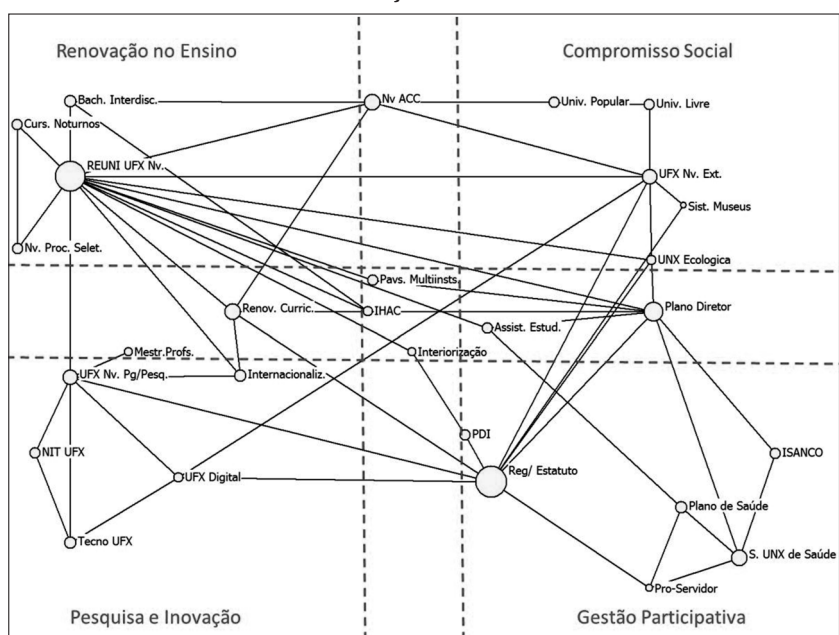 Renovação no Ensino
Compromisso Social
Bach. Interdisc.
Nv ACC
Univ. Popular
Univ. Livre
Curs. Noturnos
REUNI UFX Nv.
UFX Nv. Ext.
Sist. Museus
Nv. Proc. Selet.
UNX Ecologica
Pavs. Multiinsts.
Renov. Curric.
IHAC
Plano Diretor
Assist. Estud.
Mestr.Profs.
Interiorização
UFX Nv. Pg/Pesq.
Internacionaliz.
PDI
NIT UFX
ISANCO
UFX Digital
Reg/ Estatuto
Plano de Saúde
Tecno UFX
S. UNX de Saúde
Pro-Servidor
Pesquisa e Inovação
Gestão Participativa